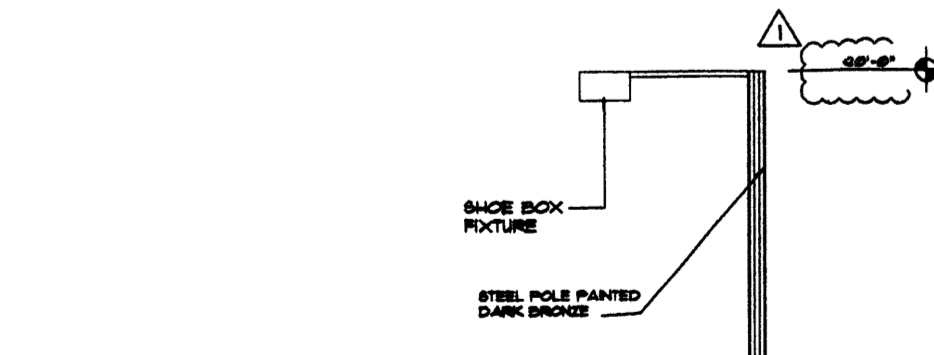 1
SHOE BOX
FIXTURE
STEEL POLE PAINTED
DARK BRONZE